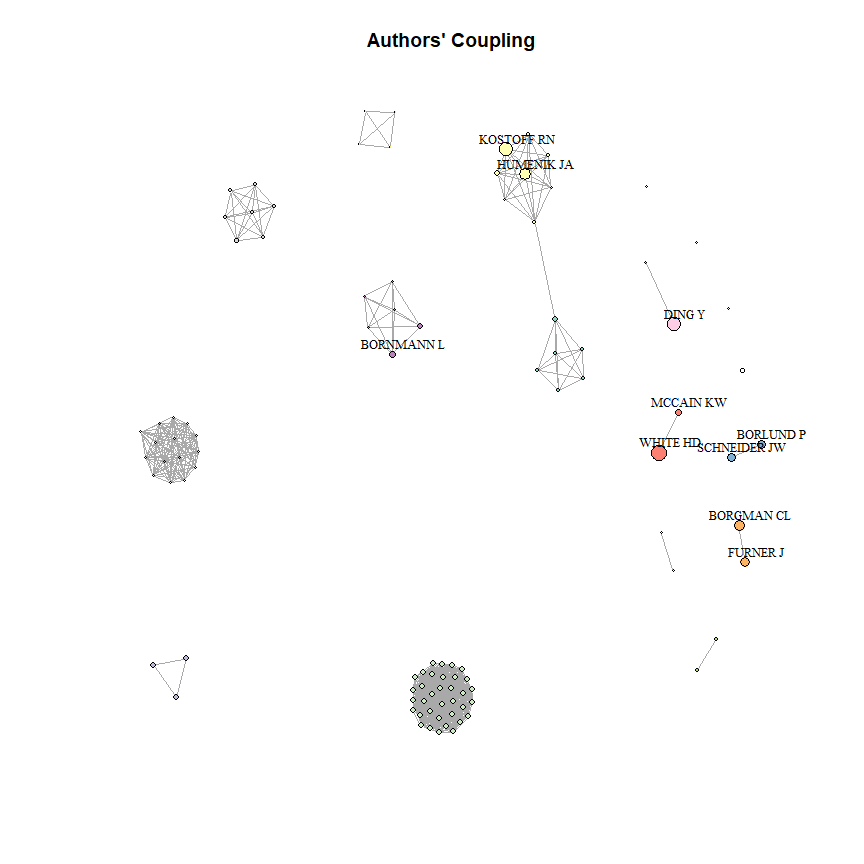 Authors' Coupling
KOSTOFF RN
HUMENIK JA
DING Y
BORNMANN L
MCCAIN KW
BORLUND P
WHITE HD
SCHNEIDER JW
BORGMAN CL
FURNER J